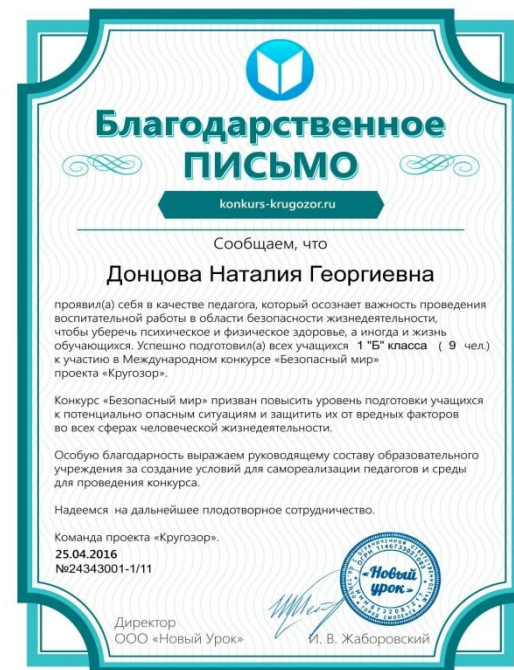 Благодарственное
ПИСЬМО
konkurs-krugozor.ru
Сообщаем, что
Донцова Наталия Георгиевна
проявил(а) себя в качестве педагога, который осознает важность проведения
воспитательной работы в области безопасности жизнедеятельности,
чтобы уберечь психическое и физическое здоровье, а иногда и жизнь
обучающихся. Успешно подготовил(а) всех учащихся 1 "Б" класса ( 9 чел.)
к участию в Международном конкурсе «Безопасный мир»
проекта «Кругозор».
Конкурс «Безопасный мир» призван повысить уровень подготовки учащихся
к потенциально опасным ситуациям и защитить их от вредных факторов
во всех сферах человеческой жизнедеятельности.
Особую благодарность выражаем руководящему составу образовательного
учреждения за создание условий для самореализации педагогов и среды
для проведения конкурса.
Надеемся на дальнейшее плодотворное сотрудничество.
Команда проекта «Кругозор».
25.04.2016
№24343001-1/11
«Новый
урок»
Директор
ООО «Новый Урок»
И. В. Жаборовский